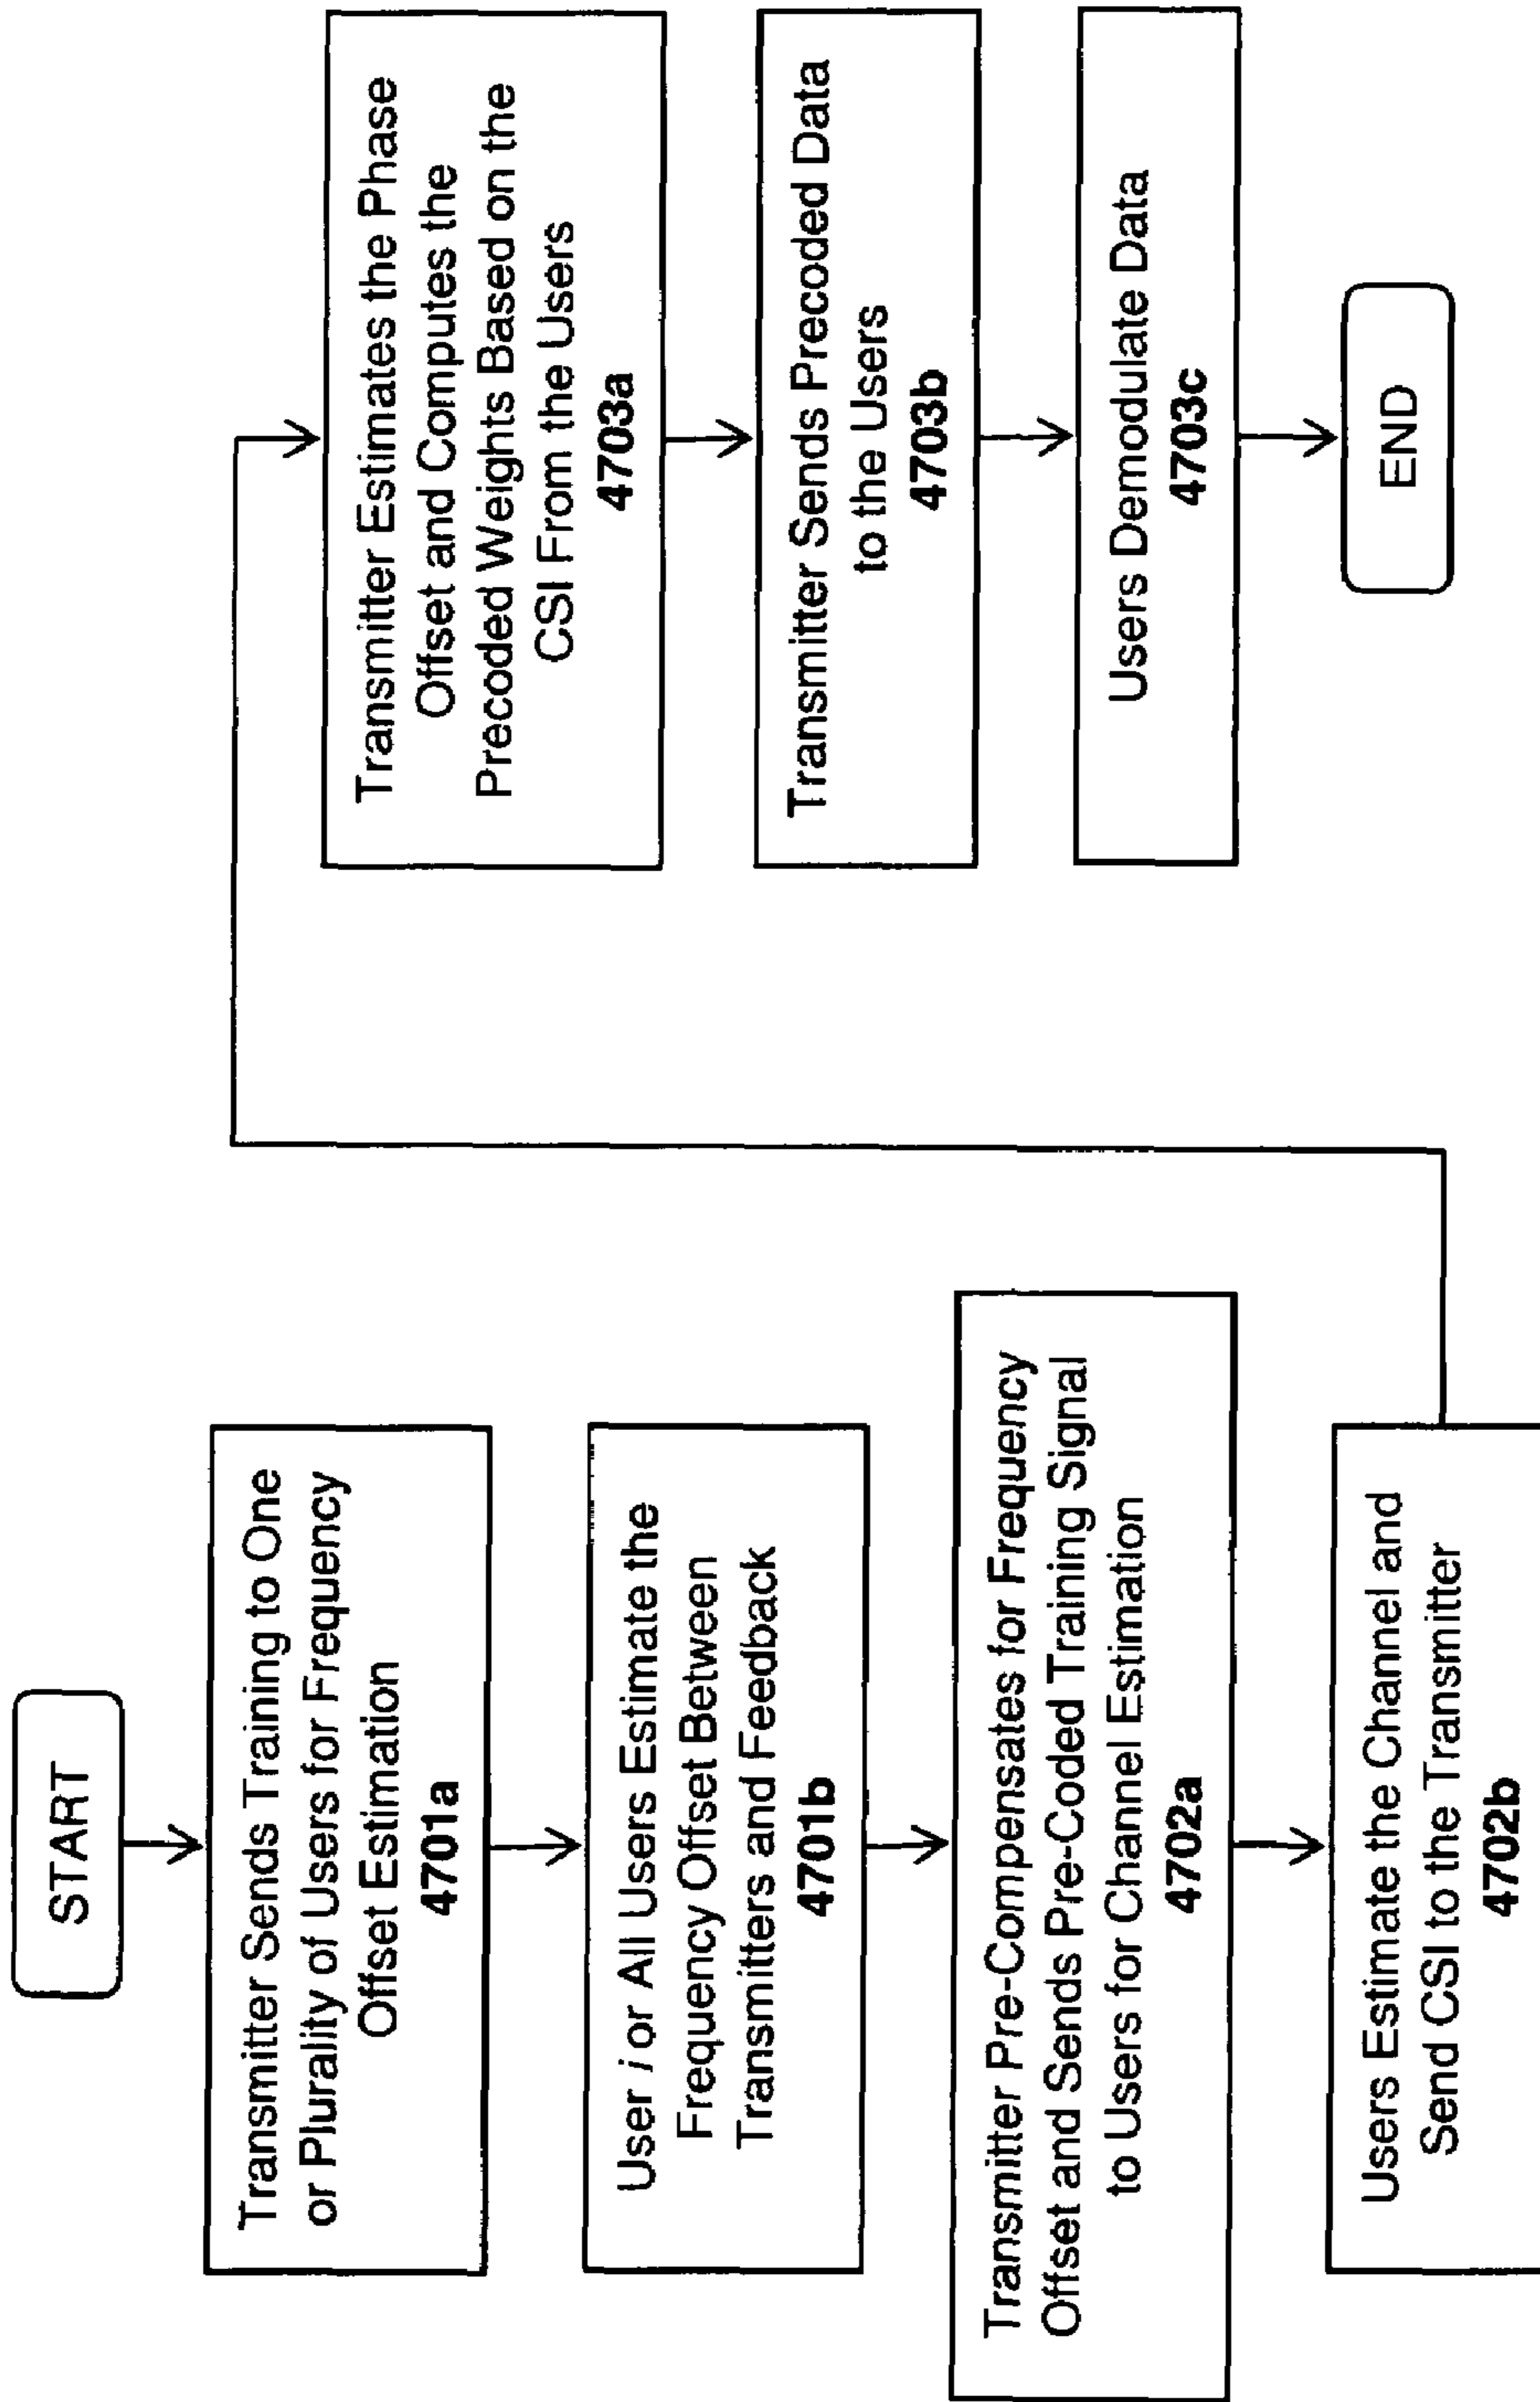 START
Transmitter Sends Training to One
or Plurality of Users for Frequency
Offset Estimation
4701a
User i or All Users Estimate the
Frequency Offset Between
Transmitters and Feedback
4701b
Transmitter Pre-Compensates for Frequency
Offset and Sends Pre-Coded Training Signal
to Users for Channel Estimation
4702a
Users Estimate the Channel and
Send CSI to the Transmitter
4702b
Transmitter Estimates the Phase
Offset and Computes the
Precoded Weights Based on the
CSI From the Users
4703a
Transmitter Sends Precoded Data
to the Users
4703b
Users Demodulate Data
4703c
END